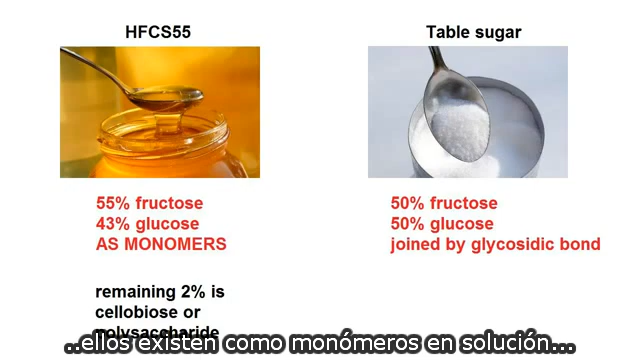 HFCS55
Table sugar
55% fructose
43% glucose
AS MONOMERS
50% fructose
50% glucose
joined by glycosidic bond
remaining 2% is
cellobiose or
polysaccharide
..ellos existen como monómeros en solución...